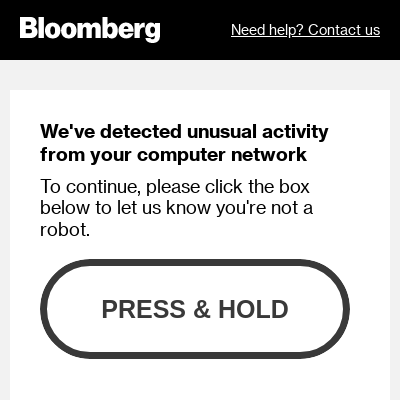 Bloomberg
Need help? Contact us
We've detected unusual activity
from your computer network
To continue, please click the box
below to let us know you're not a
robot.
PRESS & HOLD